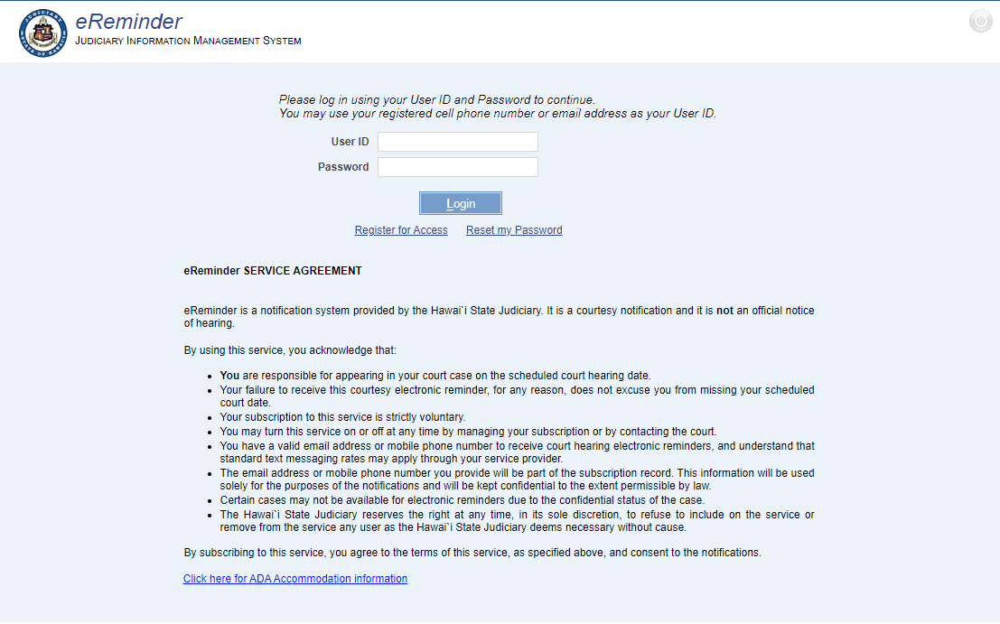 eReminder
JUDICIARY INFORMATION MANAGEMENT SYSTEM
Please log in using your User ID and Password to continue.
You may use your registered cell phone number or email address as your User ID.
User ID
Password
Login
Register for Access Reset my Password
eReminder SERVICE AGREEMENT
eReminder is a notification system provided by the Hawai`i State Judiciary. It is a courtesy notification and it is not an official notice
of hearing.
By using this service, you acknowledge that:
• You are responsible for appearing in your court case on the scheduled court hearing date.
• Your failure to receive this courtesy electronic reminder, for any reason, does not excuse you from missing your scheduled
court date.
• Your subscription to this service is strictly voluntary.
• You may turn this service on or off at any time by managing your subscription or by contacting the court.
• You have a valid email address or mobile phone number to receive court hearing electronic reminders, and understand that
standard text messaging rates may apply through your service provider.
• The email address or mobile phone number you provide will be part of the subscription record. This information will be used
solely for the purposes of the notifications and will be kept confidential to the extent permissible by law.
• Certain cases may not be available for electronic reminders due to the confidential status of the case.
• The Hawai`i State Judiciary reserves the right at any time, in its sole discretion, to refuse to include on the service or
remove from the service any user as the Hawai`i State Judiciary deems necessary without cause.
By subscribing to this service, you agree to the terms of this service, as specified above, and consent to the notifications.
Click here for ADA Accommodation information